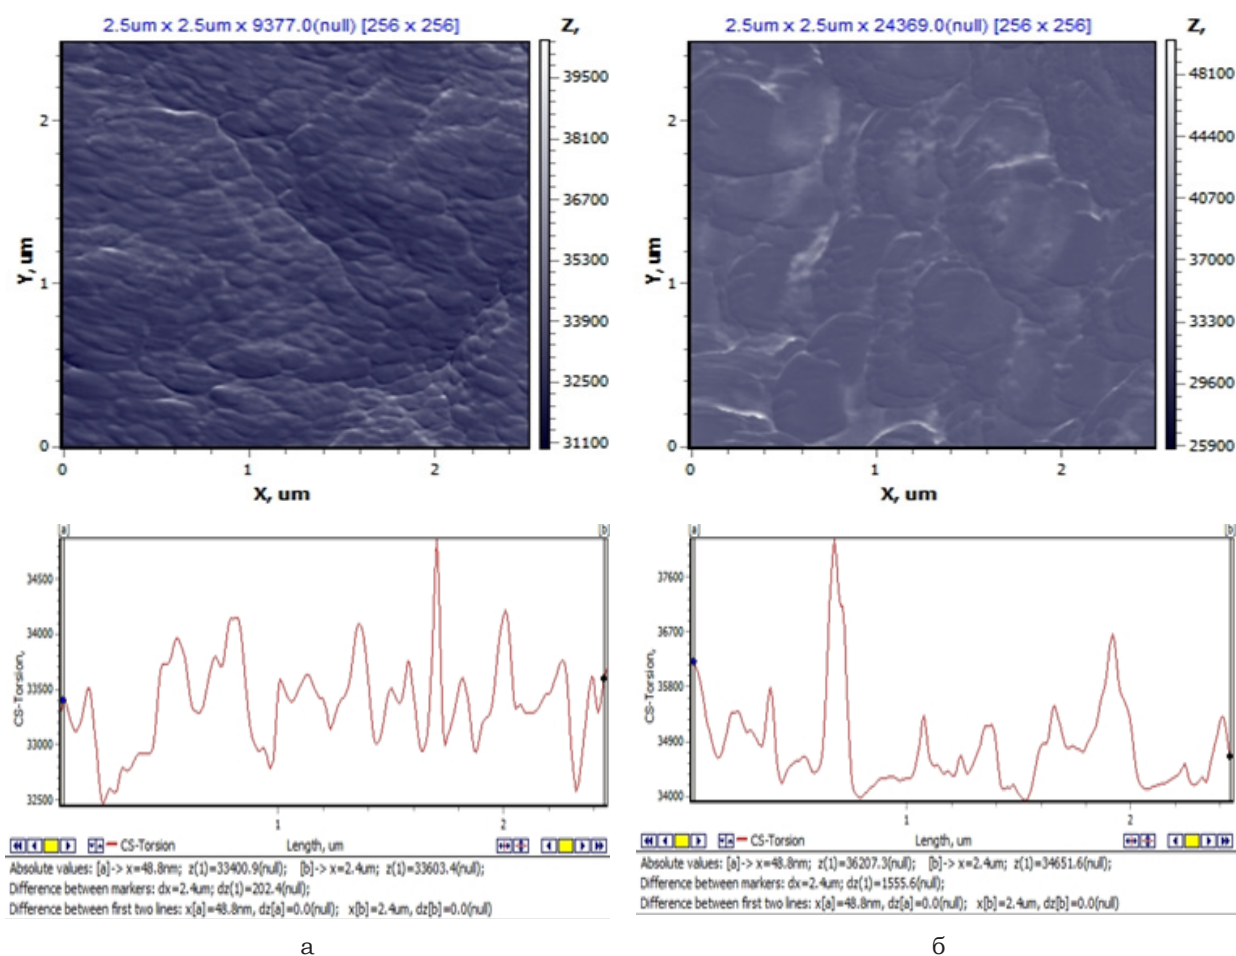 2.5um x 2.5um x 9377.0(null) [256 x 256]
Z,
39500
38100
36700
35300
33900
32500
31100
Y, um
2
1
0
0
1
2
X, um
2.5um x 2.5um x 24369.0(null) [256 x 256]
Z,
48100
44400
40700
37000
33300
29600
25900
Y, um
2
1
0
0
1
2
X, um
[a]
[b]
34500
34000
33500
33000
32500
CS-Torsion,
1
2
CS-Torsion
Length, um
Absolute values: [a]-> x=48.8nm; z(1)=33400.9(null); [b]-> x=2.4um; z(1)=33603.4(null);
Difference between markers: dx=2.4um; dz(1)=202.4(null);
Difference between first two lines: x[a]=48.8nm, dz[a]=0.0(null); x[b]=2.4um, dz[b]=0.0(null)
а
[a]
[b]
37600
36700
35800
34900
34000
CS-Torsion,
1
2
CS-Torsion
Length, um
Absolute values: [a]-> x=48.8nm; z(1)=36207.3(null); [b]-> x=2.4um; z(1)=34651.6(null);
Difference between markers: dx=2.4um; dz(1)=1555.6(null);
Difference between first two lines: x[a]=48.8nm, dz[a]=0.0(null); x[b]=2.4um, dz[b]=0.0(null)
б